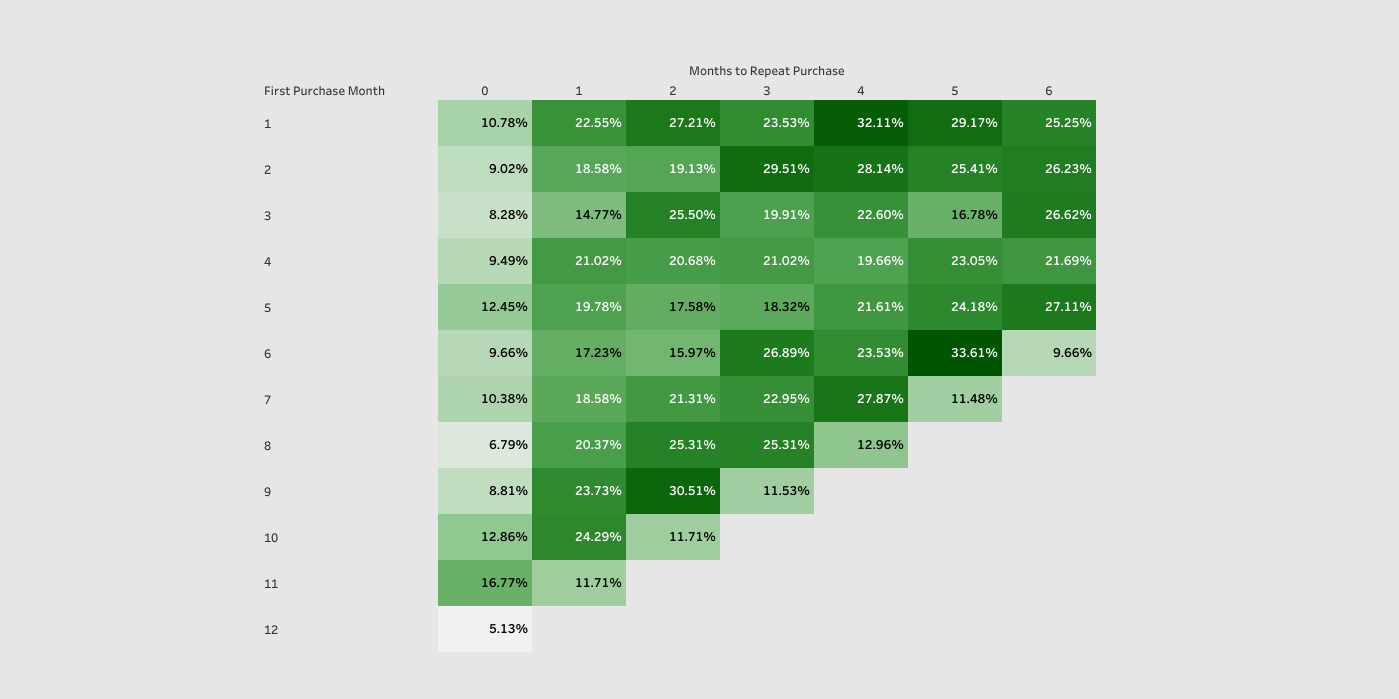 Months to Repeat Purchase
First Purchase Month 0 1 2 3 4 5 6
1 10.78% 22.55% 27.21% 23.53% 32.11% 29.17% 25.25%
2 9.02% 18.58% 19.13% 29.51% 28.14% 25.41% 26.23%
3 8.28% 14.77% 25.50% 19.91% 22.60% 16.78% 26.62%
4 9.49% 21.02% 20.68% 21.02% 19.66% 23.05% 21.69%
5 12.45% 19.78% 17.58% 18.32% 21.61% 24.18% 27.11%
6 9.66% 17.23% 15.97% 26.89% 23.53% 33.61% 9.66%
7 10.38% 18.58% 21.31% 22.95% 27.87% 11.48%
8 6.79% 20.37% 25.31% 25.31% 12.96%
9 8.81% 23.73% 30.51% 11.53%
10 12.86% 24.29% 11.71%
11 16.77% 11.71%
12 5.13%